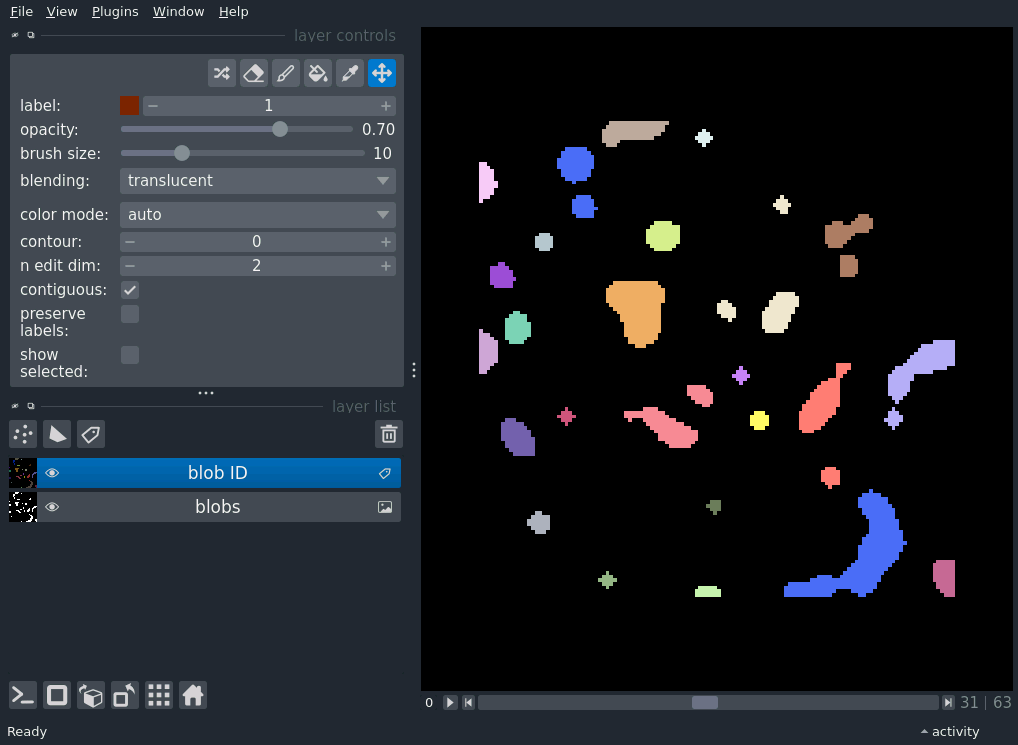 File View Plugins Window Help
layer controls
label: 1
opacity: 0.70
brush size: 10
blending: translucent
color mode: auto
contour: 0
n edit dim: 2
contiguous:
preserve
labels:
show
selected:
layer list
blob ID
blobs
0 31 | 63
Ready activity